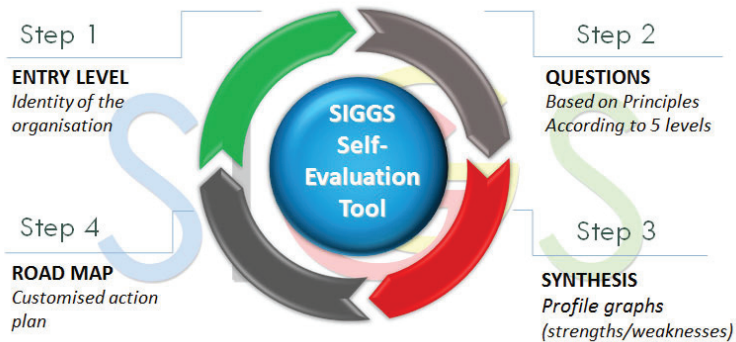 Step 1
ENTRY LEVEL
Identity of the
organisation
Step 2
QUESTIONS
Based on Principles
According to 5 levels
SIGGS
Self-
Evaluation
Tool
Step 4
ROAD MAP
Customised action
plan
Step 3
SYNTHESIS
Profile graphs
(strengths/weaknesses)
SIGGS